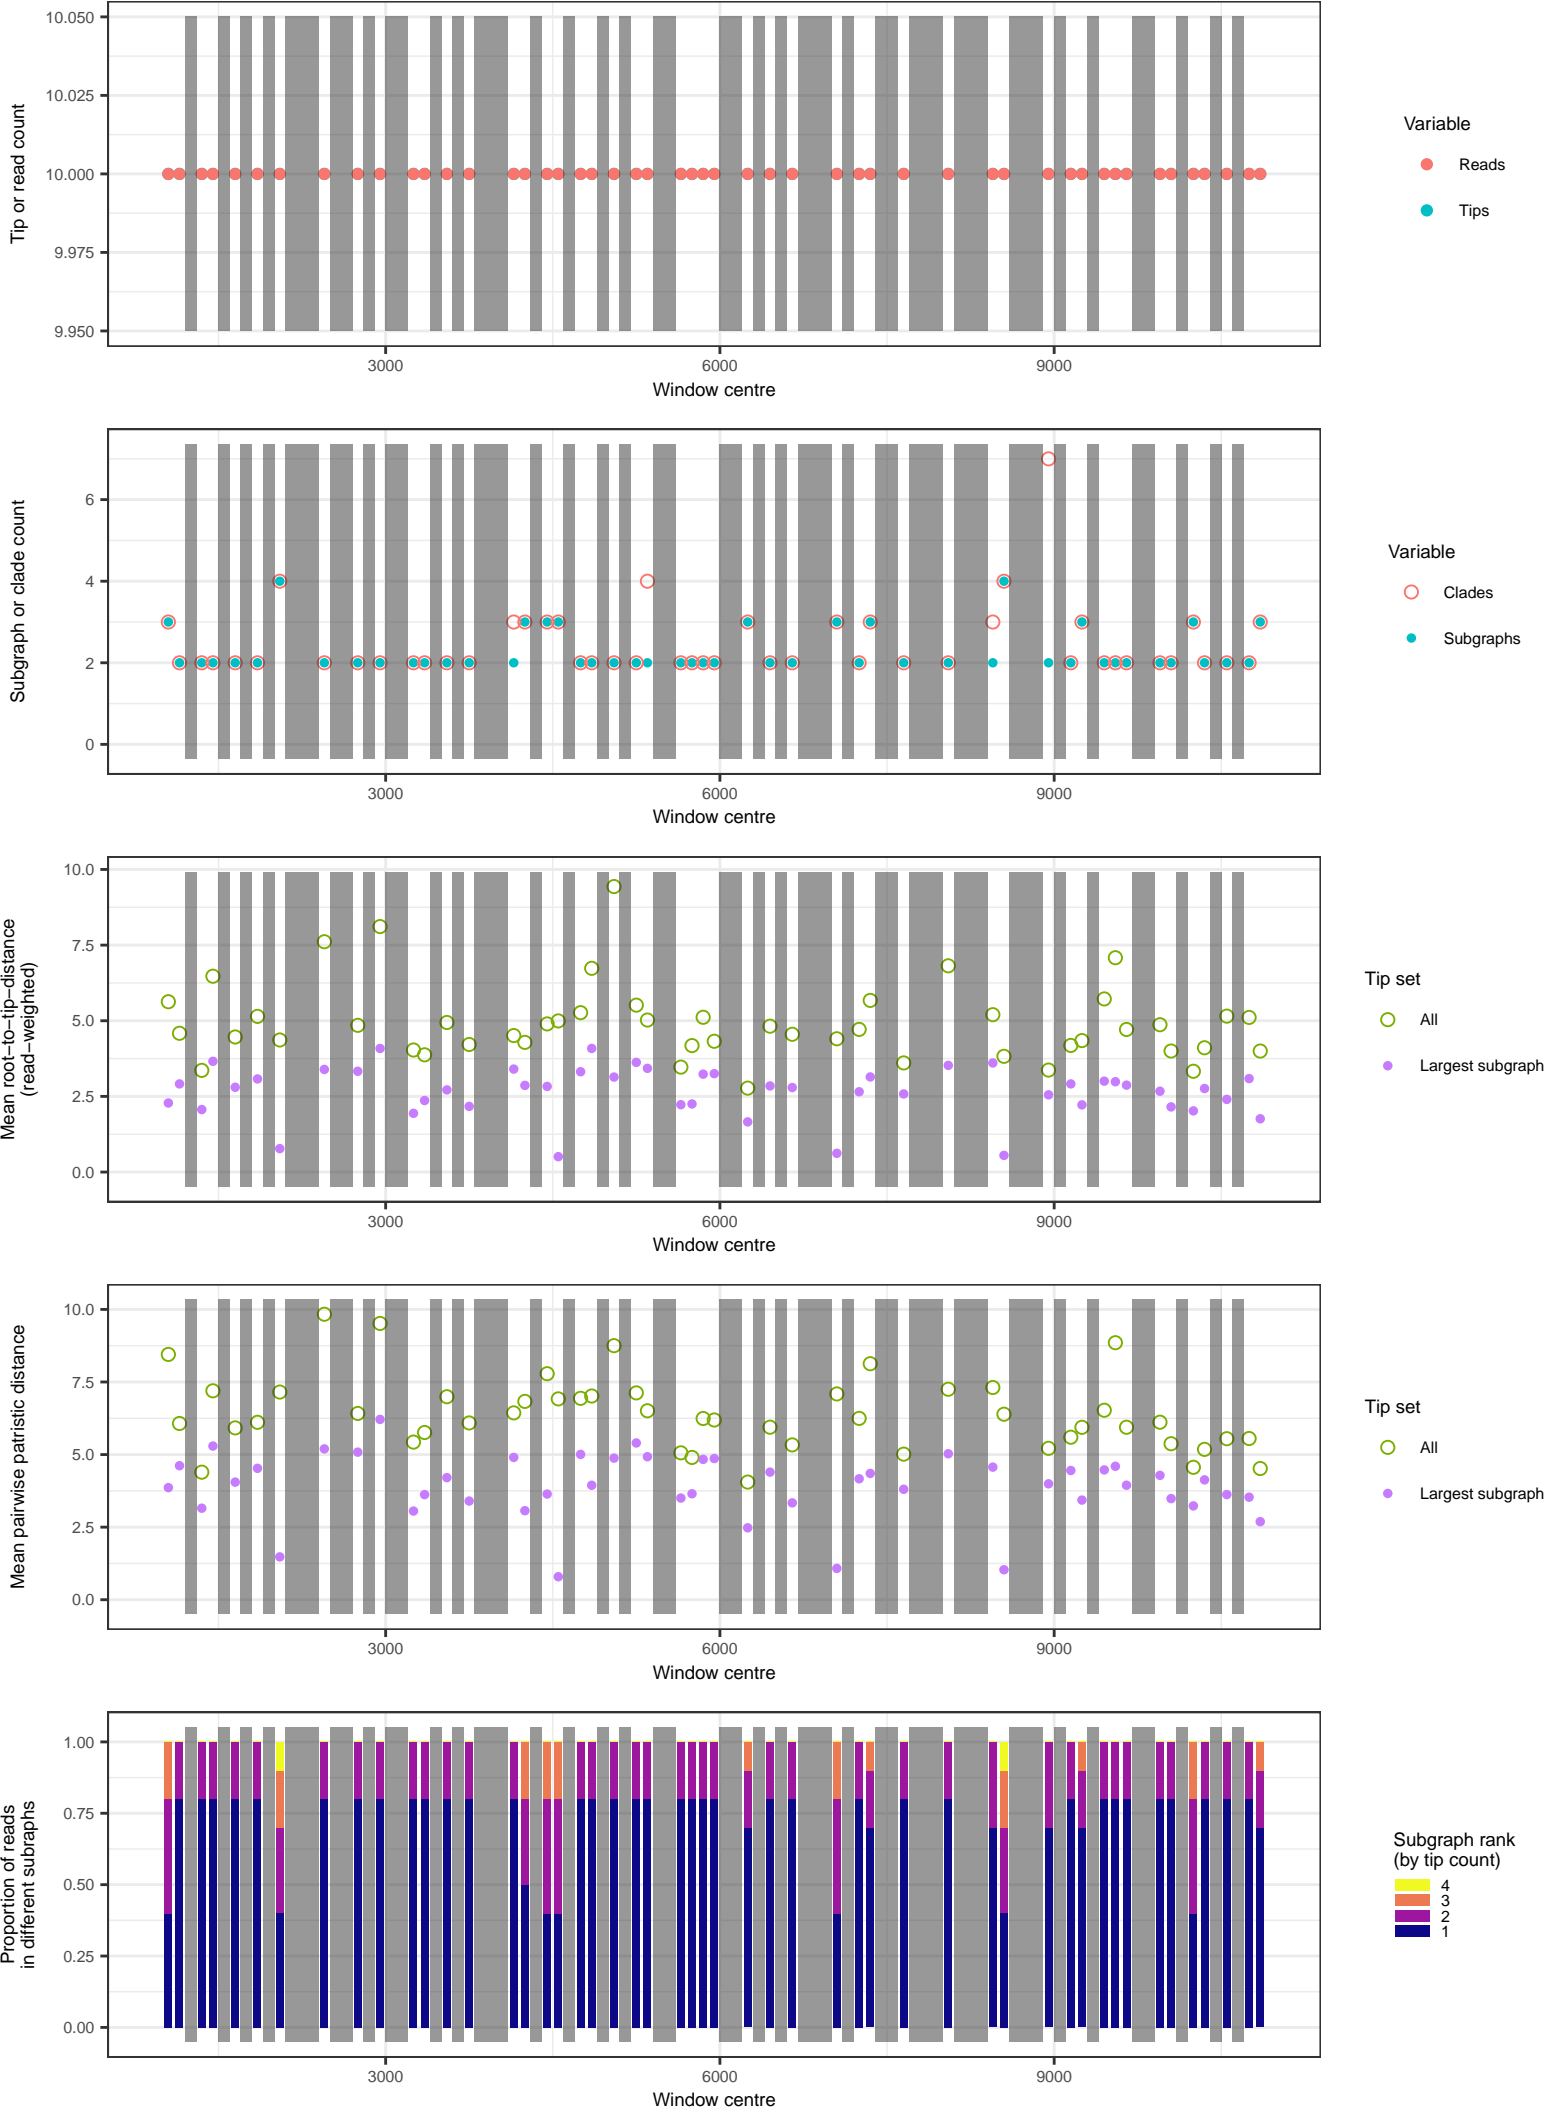 10.050
10.025
10.000
9.975
9.950
Tip or read count
3000 6000 9000
Window centre
Variable
Reads
Tips
6
4
2
0
Subgraph or clade count
3000 6000 9000
Window centre
Variable
Clades
Subgraphs
10.0
7.5
5.0
2.5
0.0
Mean root−to−tip−distance
(read−weighted)
3000 6000 9000
Window centre
Tip set
All
Largest subgraph
10.0
7.5
5.0
2.5
0.0
Mean pairwise patristic distance
3000 6000 9000
Window centre
Tip set
All
Largest subgraph
1.00
0.75
0.50
0.25
0.00
Proportion of reads
in different subraphs
3000 6000 9000
Window centre
Subgraph rank
(by tip count)
4
3
2
1